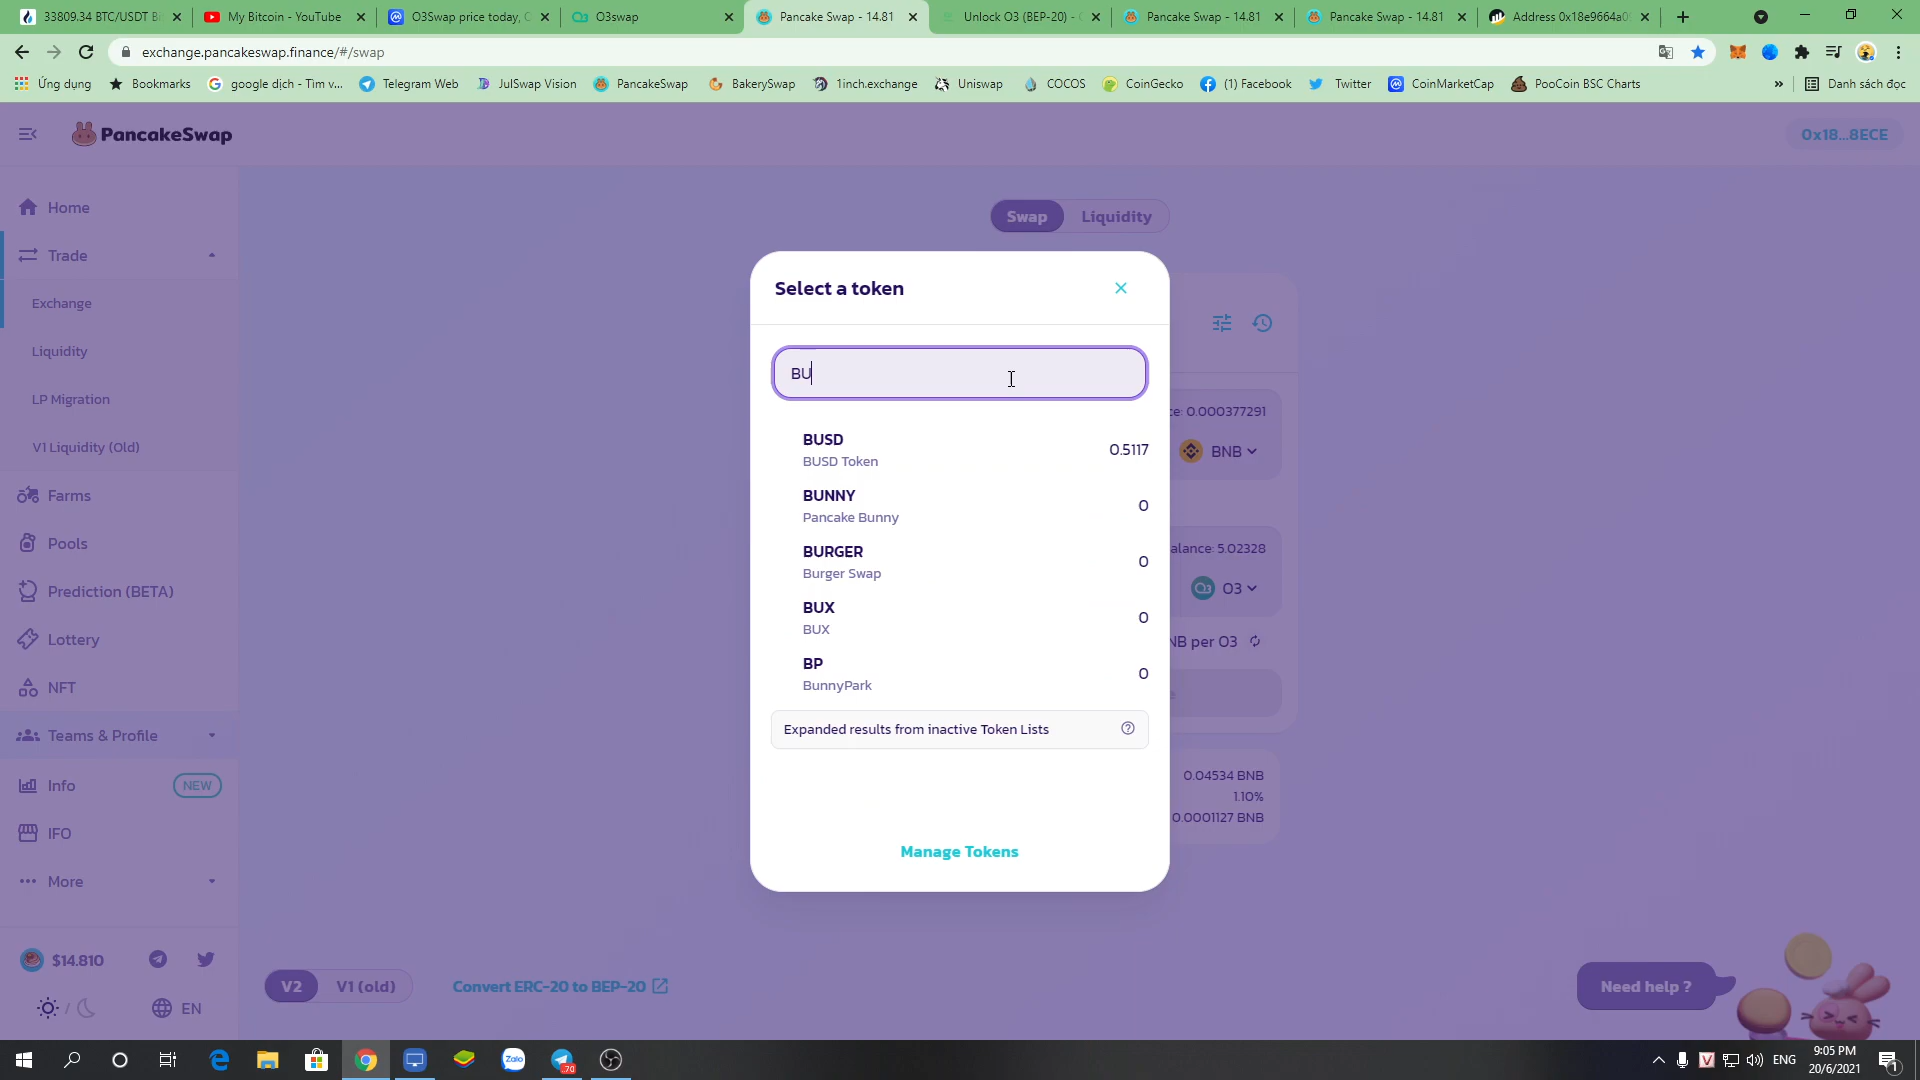 33809.34 BTC/USDT Bi
My Bitcoin - YouTube
O3Swap price today, C
O3swap
Pancake Swap - 14.81
Unlock O3 (BEP-20) -
Pancake Swap - 14.81
Pancake Swap - 14.81
Address 0x18e9664a0
exchange.pancakeswap.finance/#/swap
Ứng dụng
Bookmarks
google dịch - Tìm v...
Telegram Web
JulSwap Vision
PancakeSwap
BakerySwap
1inch.exchange
Uniswap
COCOS
CoinGecko
(1) Facebook
Twitter
CoinMarketCap
PooCoin BSC Charts
»
Danh sách đọc
PancakeSwap
0x18...8ECE
Home
Trade
Exchange
Liquidity
LP Migration
V1 Liquidity (Old)
Farms
Pools
Prediction (BETA)
Lottery
NFT
Teams & Profile
Info
NEW
IFO
More
$14.810
/
EN
Swap
Liquidity
Select a token
BU
BUSD
BUSD Token
0.5117
BUNNY
Pancake Bunny
0
BURGER
Burger Swap
0
BUX
BUX
0
BP
BunnyPark
0
Expanded results from inactive Token Lists
Manage Tokens
ce: 0.000377291
BNB
alance: 5.02328
O3
NB per O3
0.04534 BNB
1.10%
0.0001127 BNB
V2
V1 (old)
Convert ERC-20 to BEP-20
Need help ?
Zalo
70
ENG
9:05 PM
20/6/2021
1